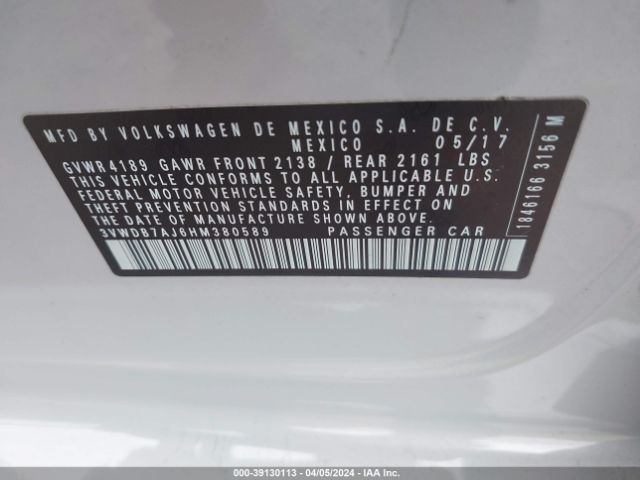 MFD BY VOLKSWAGEN DE MEXICO S.A. DE C.V.
MEXICO 05/17
GVWR 4189 GAWR FRONT 2138 / REAR 2161 LBS
THIS VEHICLE CONFORMS TO ALL APPLICABLE U.S.
FEDERAL MOTOR VEHICLE SAFETY, BUMPER AND
THEFT PREVENTION STANDARDS IN EFFECT ON
THE DATE OF MANUFACTURE SHOWN ABOVE.
3VWDB7AJ6HM380589 PASSENGER CAR
1846166 3156 M
000-39130113 - 04/05/2024 - IAA Inc.